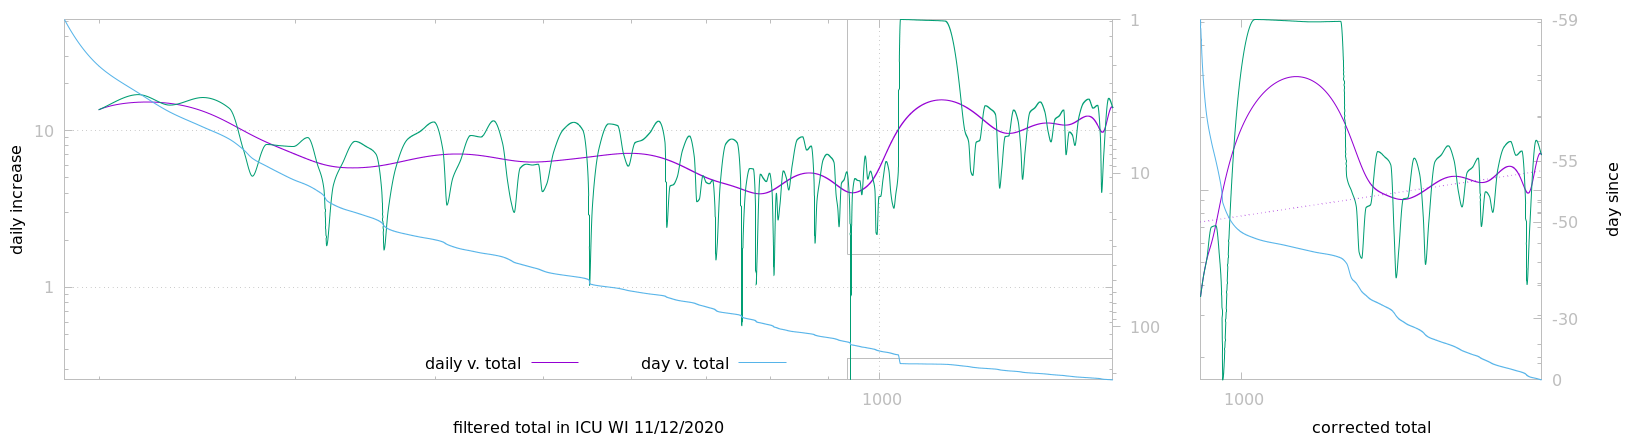 daily increase
10
1
daily v. total
day v. total
1000
filtered total in ICU WI 11/12/2020
1
10
100
1000
corrected total
-59
-55
-50
-30
0
day since